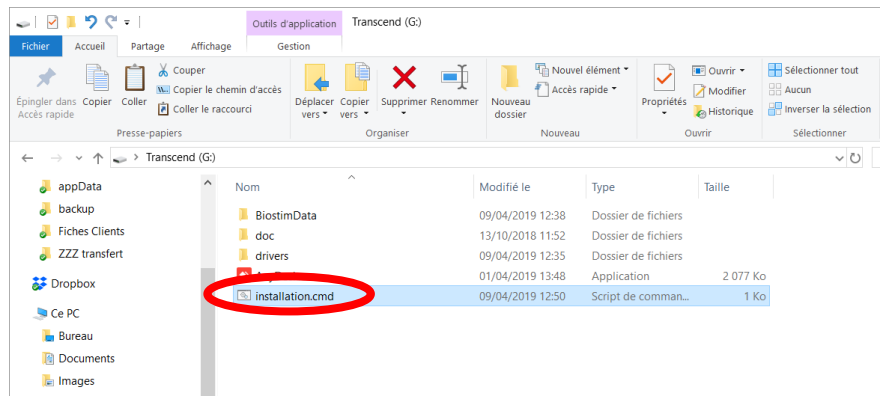 Outils d'application Transcend (G:)
Fichier Accueil Partage Affichage Gestion
Épingler dans Accès rapide
Copier
Coller
Couper
Copier le chemin d'accès
Coller le raccourci
Presse-papiers
Déplacer vers
Copier vers
Supprimer
Renommer
Organiser
Nouveau dossier
Nouvel élément
Accès rapide
Nouveau
Propriétés
Ouvrir
Modifier
Historique
Ouvrir
Sélectionner tout
Aucun
Inverser la sélection
Sélectionner
Transcend (G:)
appData
backup
Fiches Clients
ZZZ transfert
Dropbox
Ce PC
Bureau
Documents
Images
Nom Modifié le Type Taille
BiostimData 09/04/2019 12:38 Dossier de fichiers
doc 13/10/2018 11:52 Dossier de fichiers
drivers 09/04/2019 12:35 Dossier de fichiers
01/04/2019 13:48 Application 2 077 Ko
installation.cmd 09/04/2019 12:50 Script de comman... 1 Ko